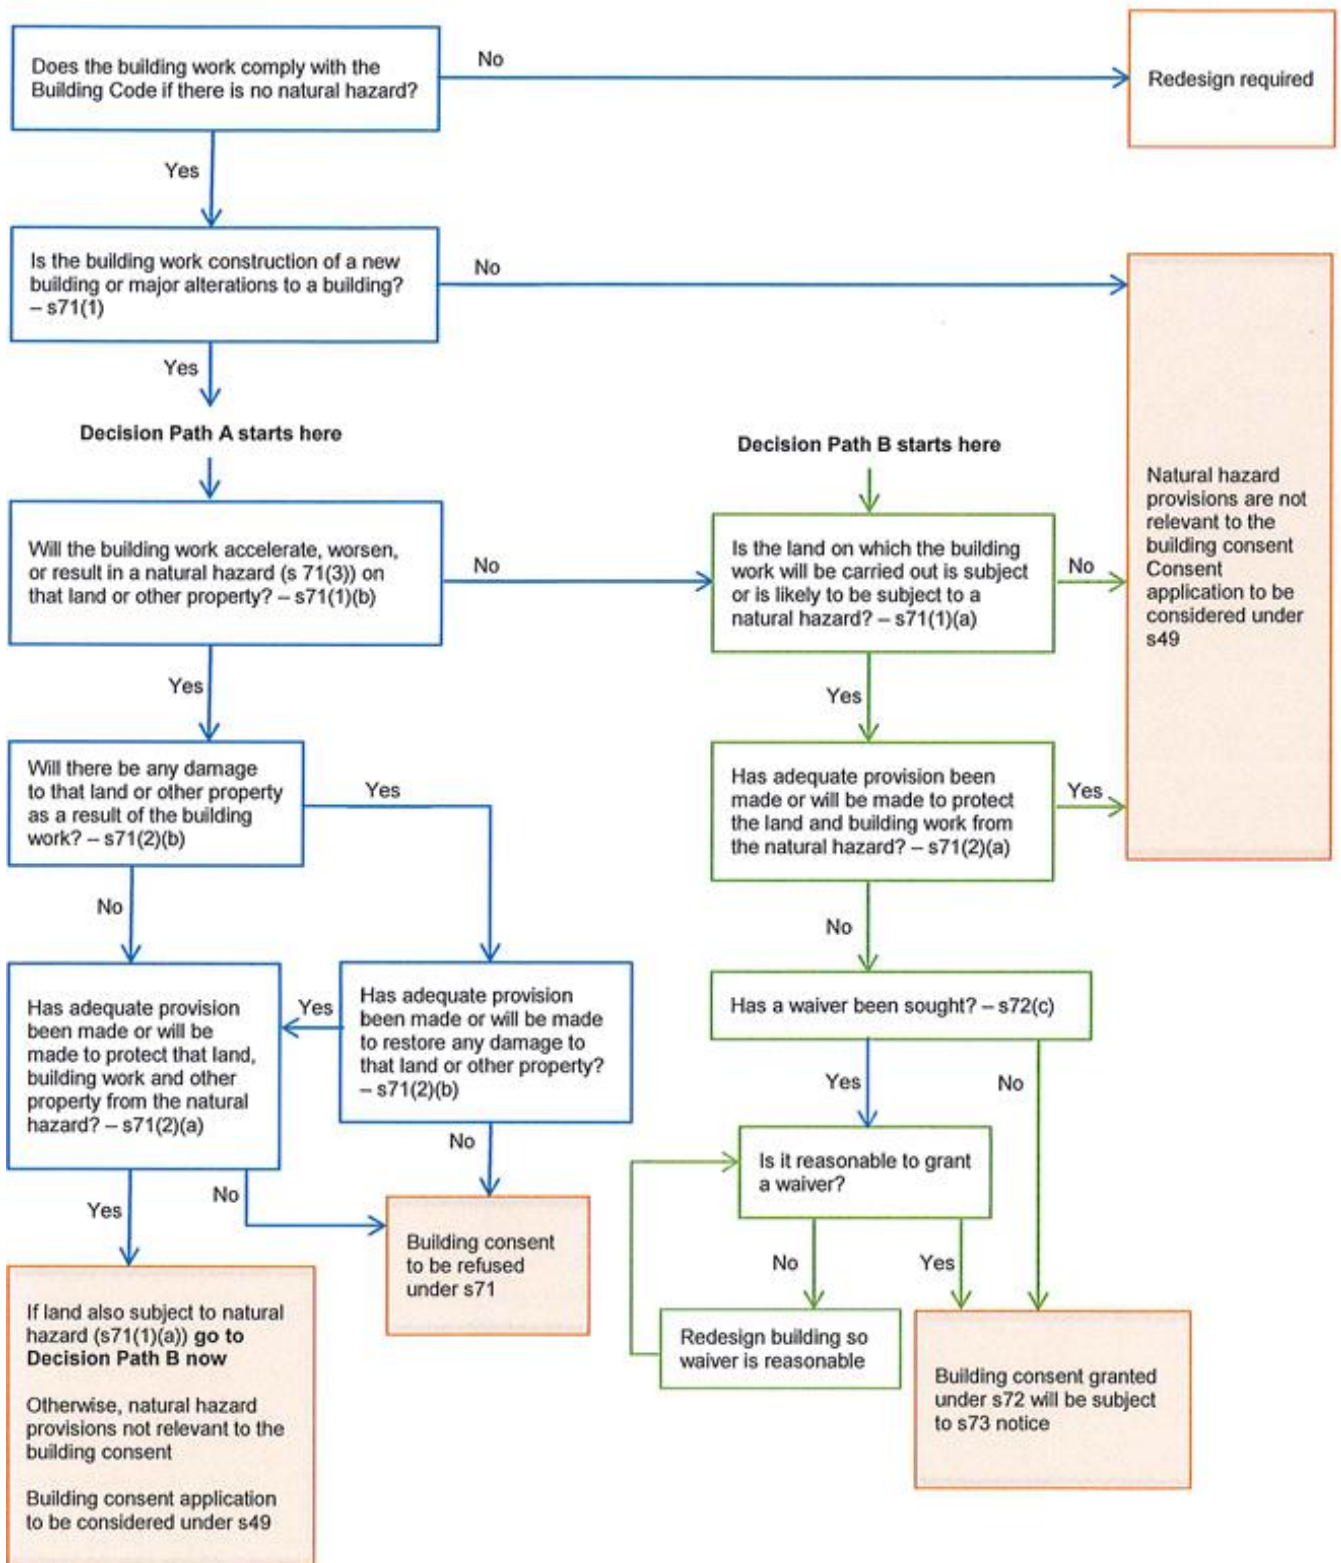 Does the building work comply with the
Building Code if there is no natural hazard?
No
Redesign required
Yes
Is the building work construction of a new
building or major alterations to a building?
– s71(1)
No
Yes
Decision Path A starts here
Decision Path B starts here
Natural hazard
provisions are not
relevant to the
building consent
Consent
application to be
considered under
s49
Will the building work accelerate, worsen,
or result in a natural hazard (s 71(3)) on
that land or other property? – s71(1)(b)
No
Is the land on which the building
work will be carried out is subject
or is likely to be subject to a
natural hazard? – s71(1)(a)
No
Yes
Yes
Will there be any damage
to that land or other property
as a result of the building
work? – s71(2)(b)
Yes
Has adequate provision been
made or will be made to protect
the land and building work from
the natural hazard? – s71(2)(a)
Yes
No
No
Has adequate provision
been made or will be
made to protect that land,
building work and other
property from the natural
hazard? – s71(2)(a)
Yes
Has adequate provision
been made or will be made
to restore any damage to
that land or other property?
– s71(2)(b)
Has a waiver been sought? – s72(c)
Yes
No
No
Is it reasonable to grant
a waiver?
Yes
No
Building consent
to be refused
under s71
No
Yes
If land also subject to natural
hazard (s71(1)(a)) go to
Decision Path B now
Otherwise, natural hazard
provisions not relevant to the
building consent
Building consent application
to be considered under s49
Redesign building so
waiver is reasonable
Building consent granted
under s72 will be subject
to s73 notice